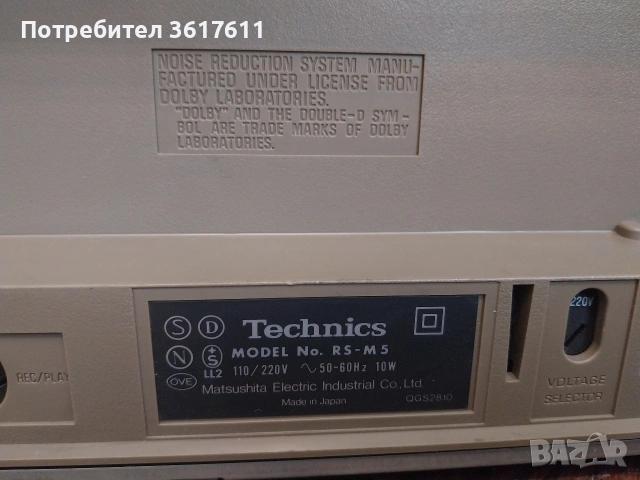 Потребител 3617611
NOISE REDUCTION SYSTEM MANU-
FACTURED UNDER LICENSE FROM
DOLBY LABORATORIES.
"DOLBY" AND THE DOUBLE-D SYM-
BOL ARE TRADE MARKS OF DOLBY
LABORATORIES.
220V
S D Technics
N +S MODEL No. RS-M5
LL2 110/220V ∿50-60Hz 10W
OVE Matsushita Electric Industrial Co., Ltd.
Made in Japan QGS2810
REC/PLAY
VOLTAGE
SELECTOR
BAZAR